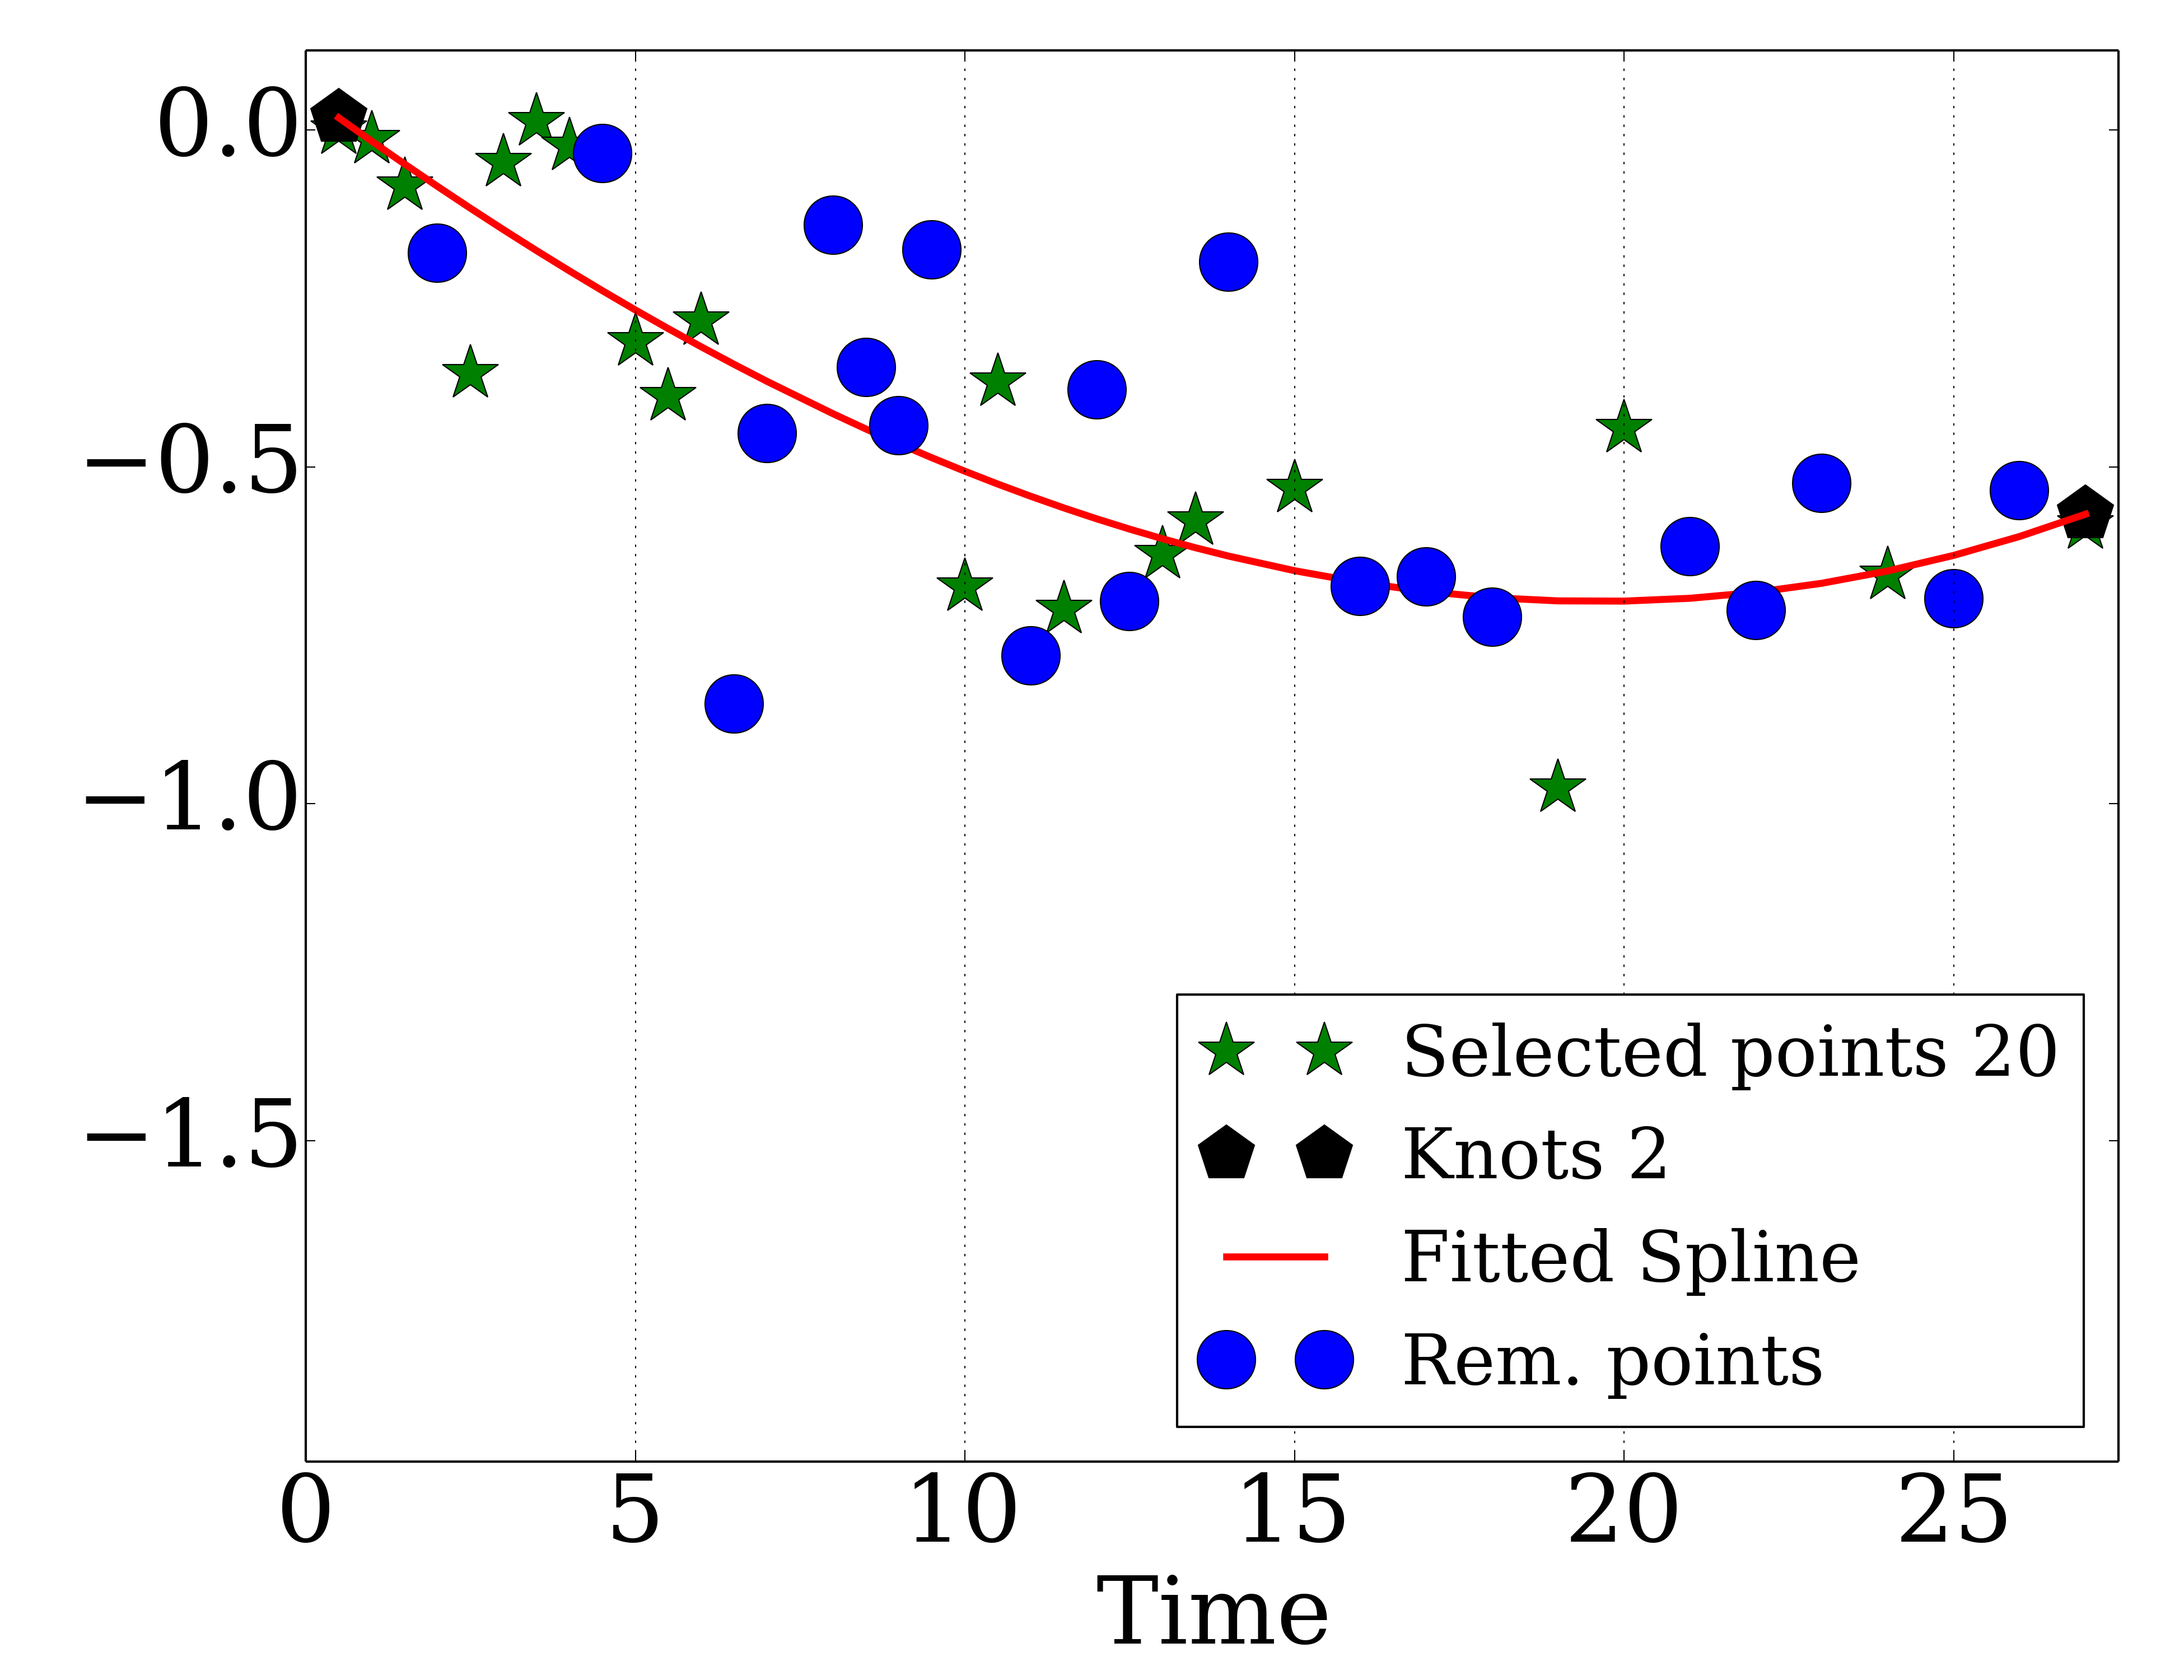 0.0
−0.5
−1.0
−1.5
Selected points 20
Knots 2
Fitted Spline
Rem. points
0 5 10 15 20 25
Time